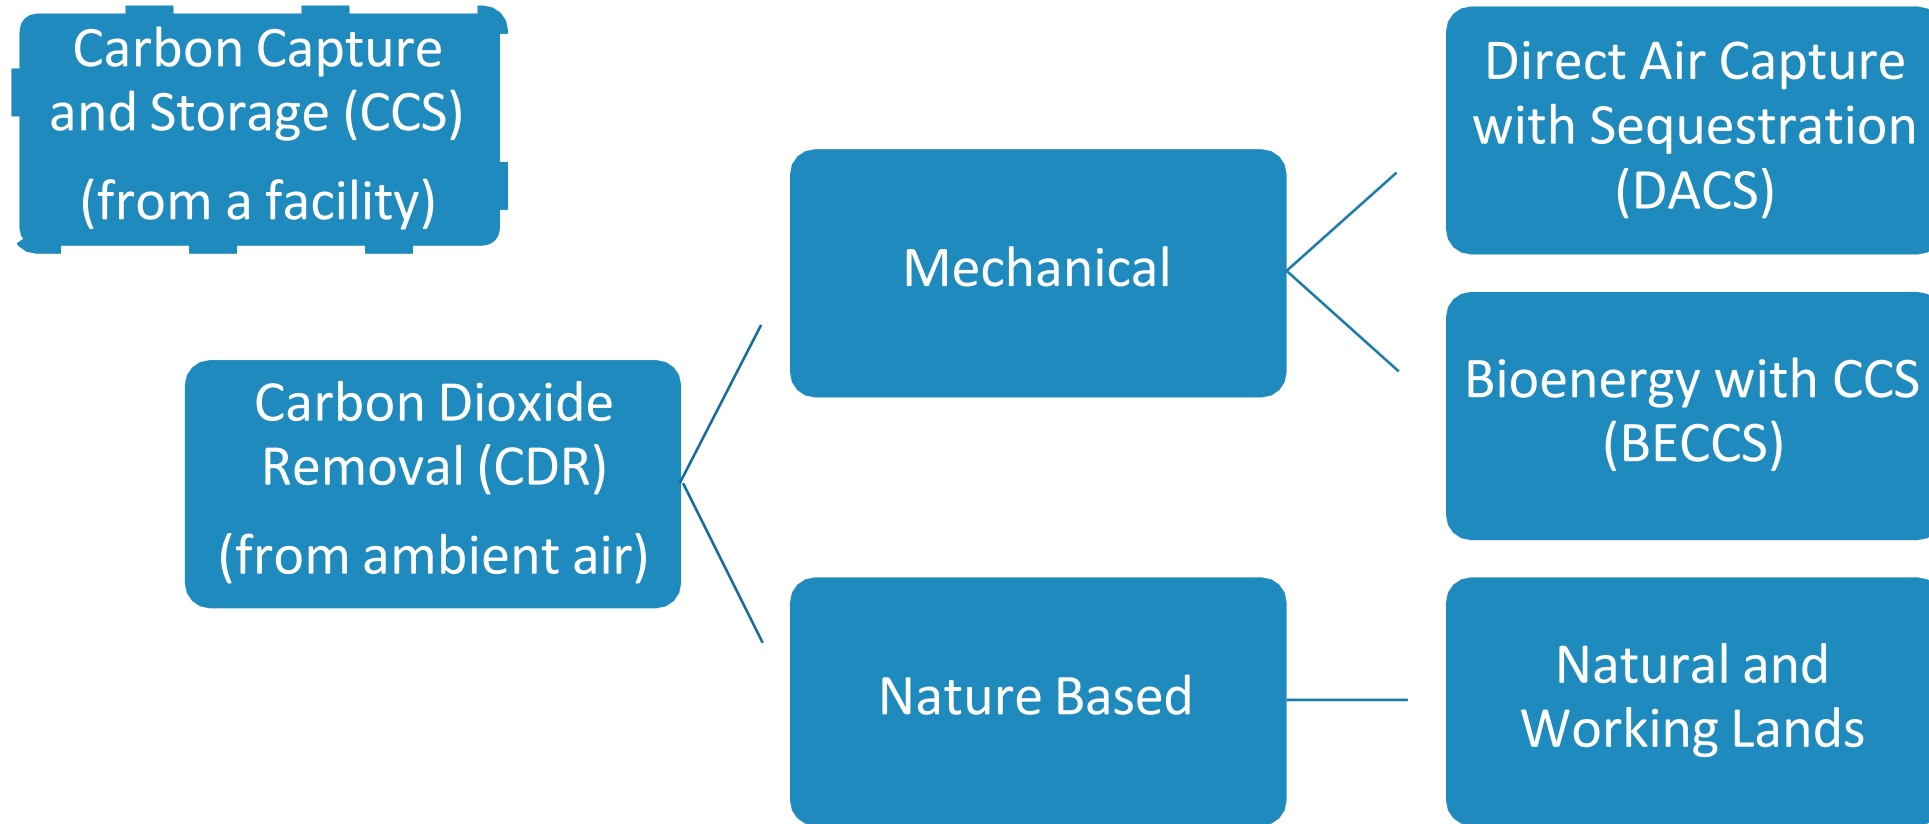 Carbon Capture
and Storage (CCS)
(from a facility)
Carbon Dioxide
Removal (CDR)
(from ambient air)
Mechanical
Nature Based
Direct Air Capture
with Sequestration
(DACS)
Bioenergy with CCS
(BECCS)
Natural and
Working Lands